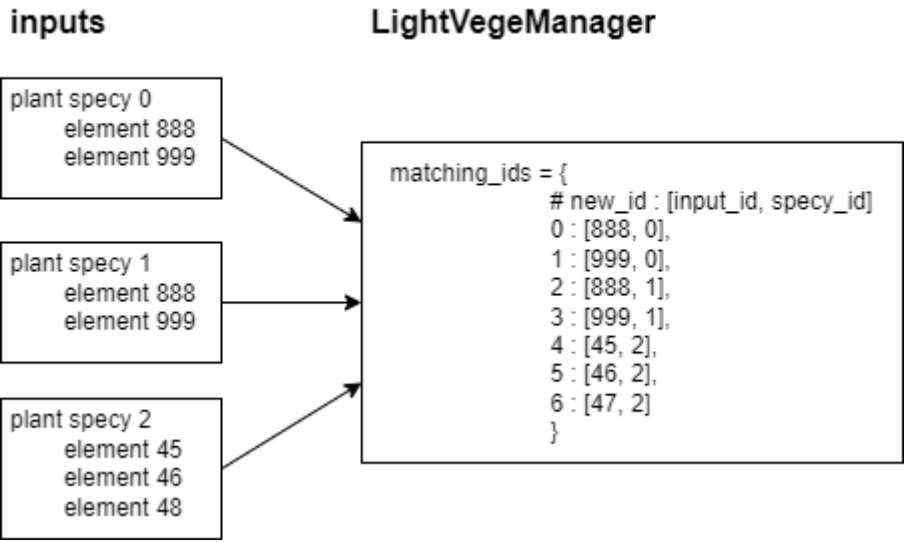 inputs
LightVegeManager
plant specy 0
element 888
element 999
plant specy 1
element 888
element 999
plant specy 2
element 45
element 46
element 48
matching_ids = {
# new_id : [input_id, specy_id]
0 : [888, 0],
1 : [999, 0],
2 : [888, 1],
3 : [999, 1],
4 : [45, 2],
5 : [46, 2],
6 : [47, 2]
}